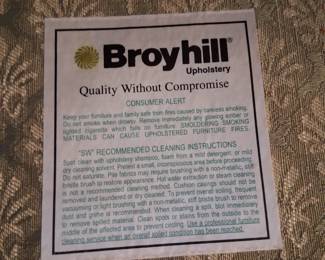 Broyhill®
Upholstery
Quality Without Compromise
CONSUMER ALERT
Keep your furniture and family safe from fires caused by careless smoking.
Do not smoke when drowsy. Remove immediately any glowing ember or
lighted cigarette which falls on furniture. SMOLDERING SMOKING
MATERIALS CAN CAUSE UPHOLSTERED FURNITURE FIRES.
"SW" RECOMMENDED CLEANING INSTRUCTIONS
Spot clean with upholstery shampoo, foam from a mild detergent, or mild
dry cleaning solvent. Pretest a small, inconspicuous area before proceeding.
Do not saturate. Pile fabrics may require brushing with a non-metallic, stiff
bristle brush to restore appearance. Hot water extraction or steam cleaning
is not a recommended cleaning method. Cushion casings should not be
removed and laundered or dry cleaned. To prevent overall soiling, frequent
vacuuming or light brushing with a non-metallic, stiff bristle brush to remove
dust and grime is recommended. When cleaning a spill, blot immediately
to remove spilled material. Clean spots or stains from the outside to the
middle of the affected area to prevent circling. Use a professional furniture
cleaning service when an overall soiled condition has been reached.